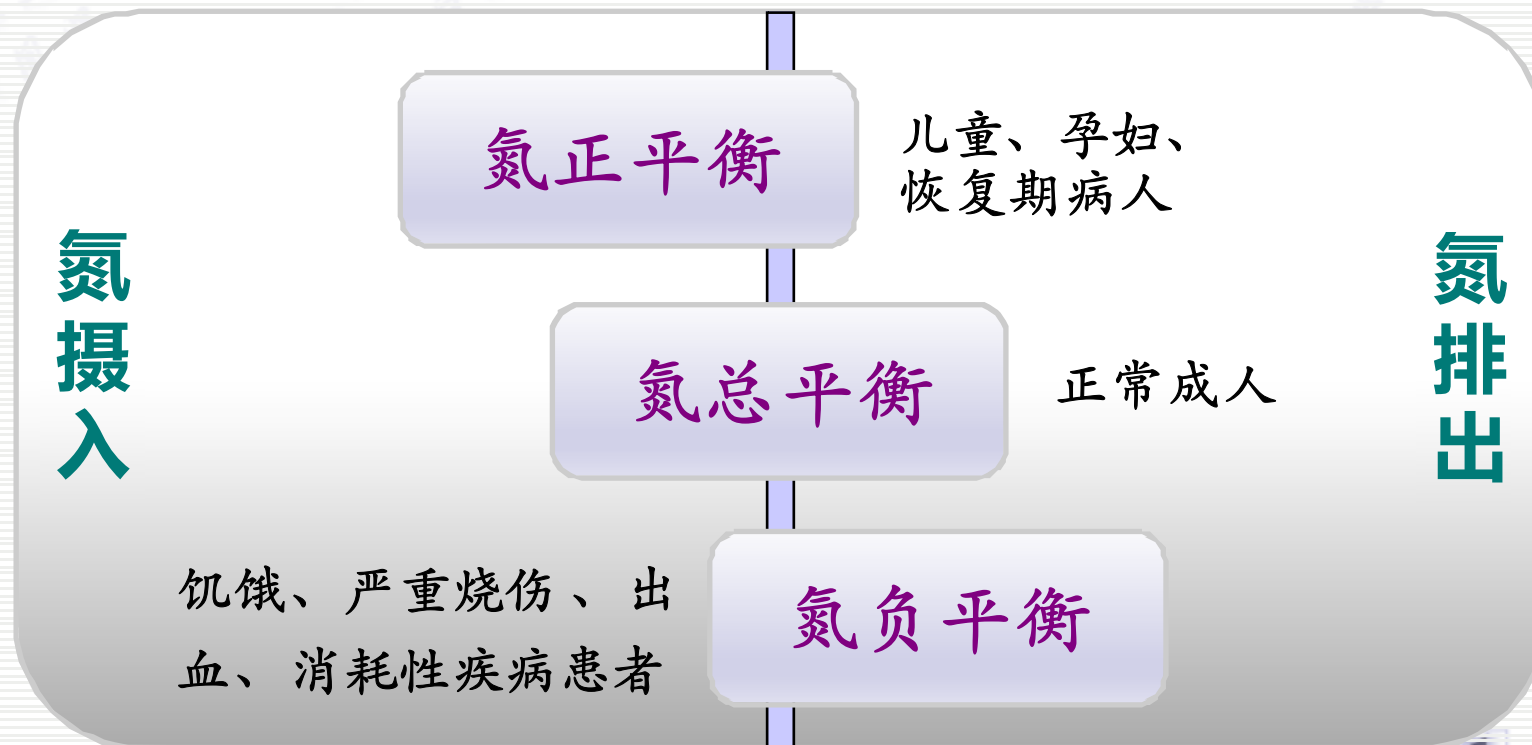 氮摄入
氮正平衡
儿童、孕妇、
恢复期病人
氮总平衡
正常成人
氮负平衡
饥饿、严重烧伤、出
血、消耗性疾病患者
氮排出